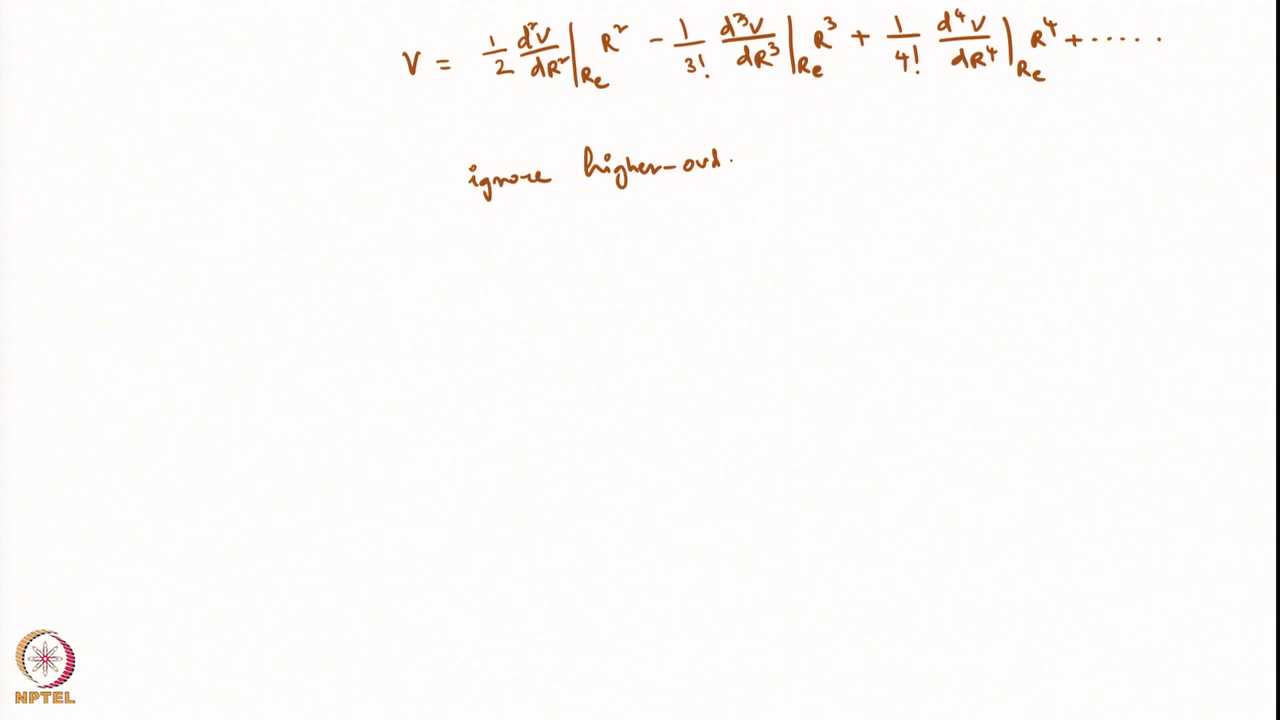 V = 1/2 d²V/dR²|Re R² - 1/3! d³V/dR³|Re R³ + 1/4! d⁴V/dR⁴|Re R⁴ + ......
ignore higher-ord.
NPTEL